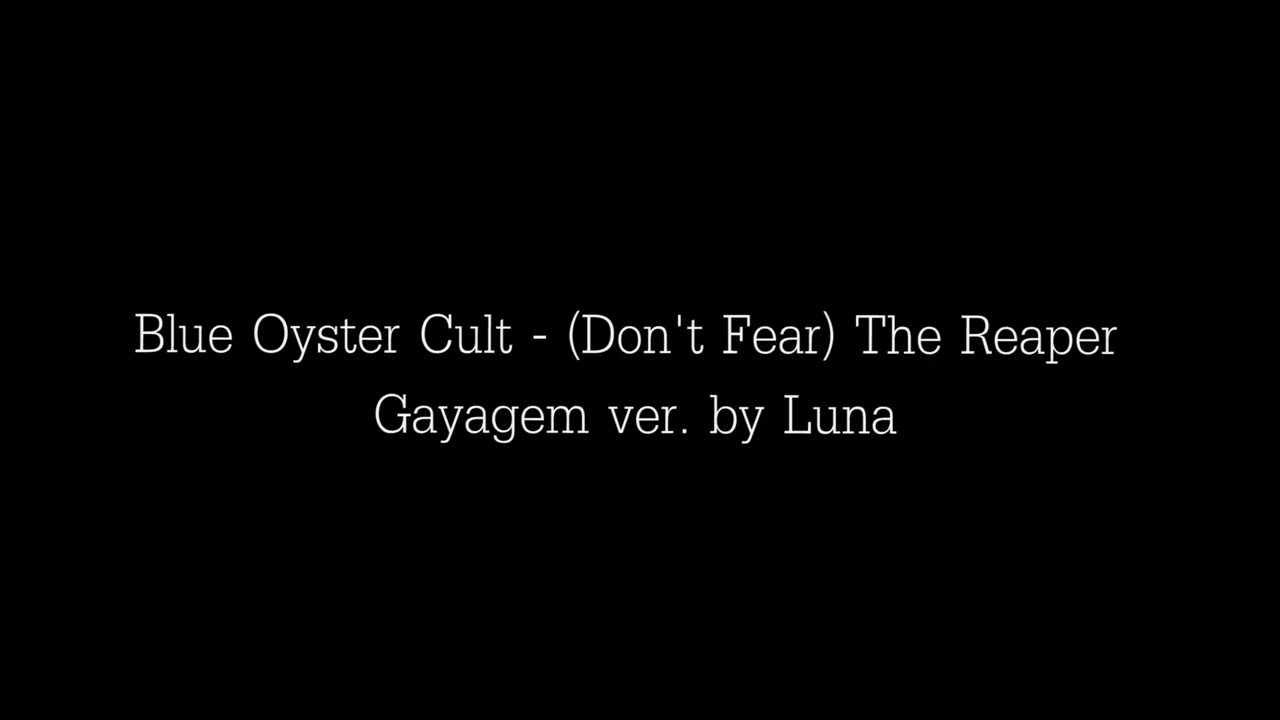 Blue Oyster Cult - (Don't Fear) The Reaper
Gayagem ver. by Luna